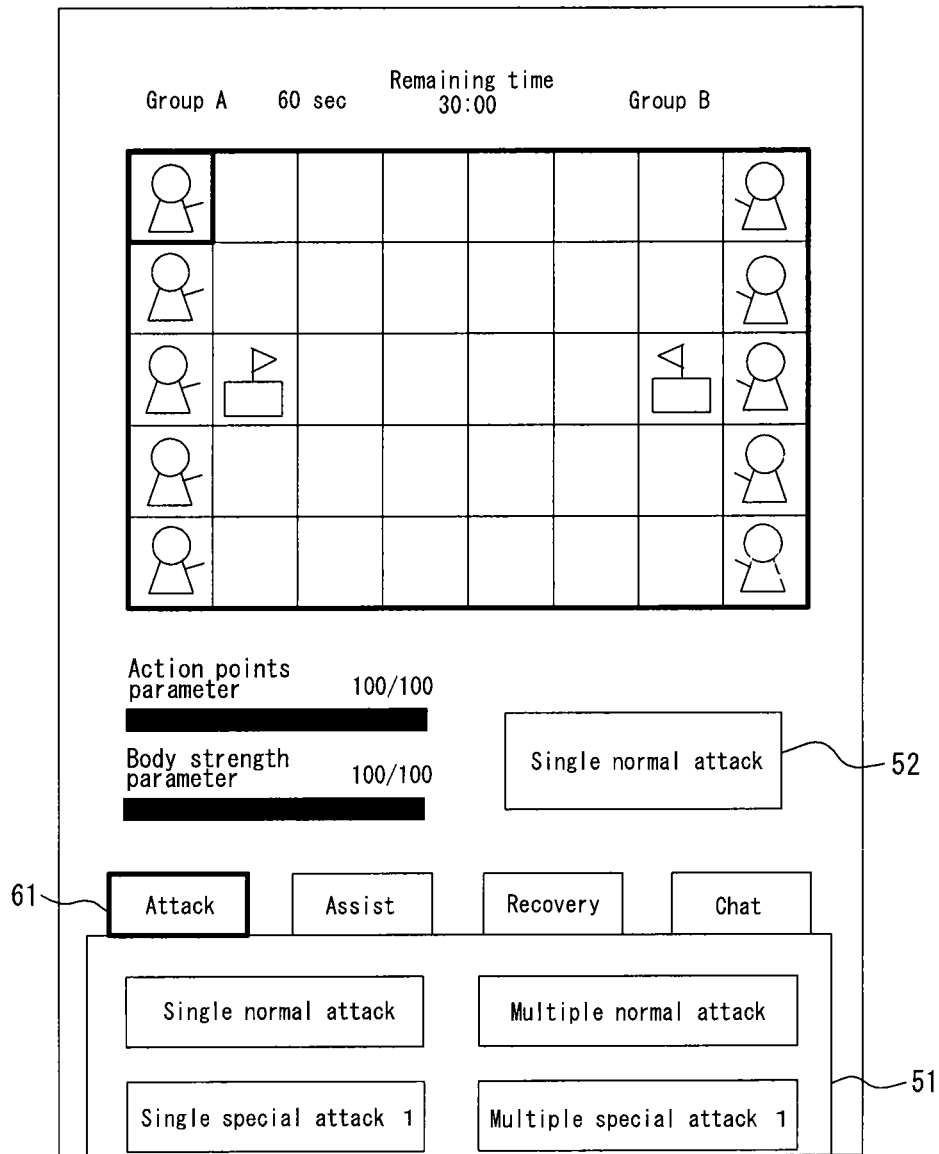 Remaining time
Group A 60 sec 30:00 Group B
Action points
parameter 100/100
Body strength
parameter 100/100
Single normal attack
52
61
Attack Assist Recovery Chat
Single normal attack Multiple normal attack
Single special attack 1 Multiple special attack 1
51